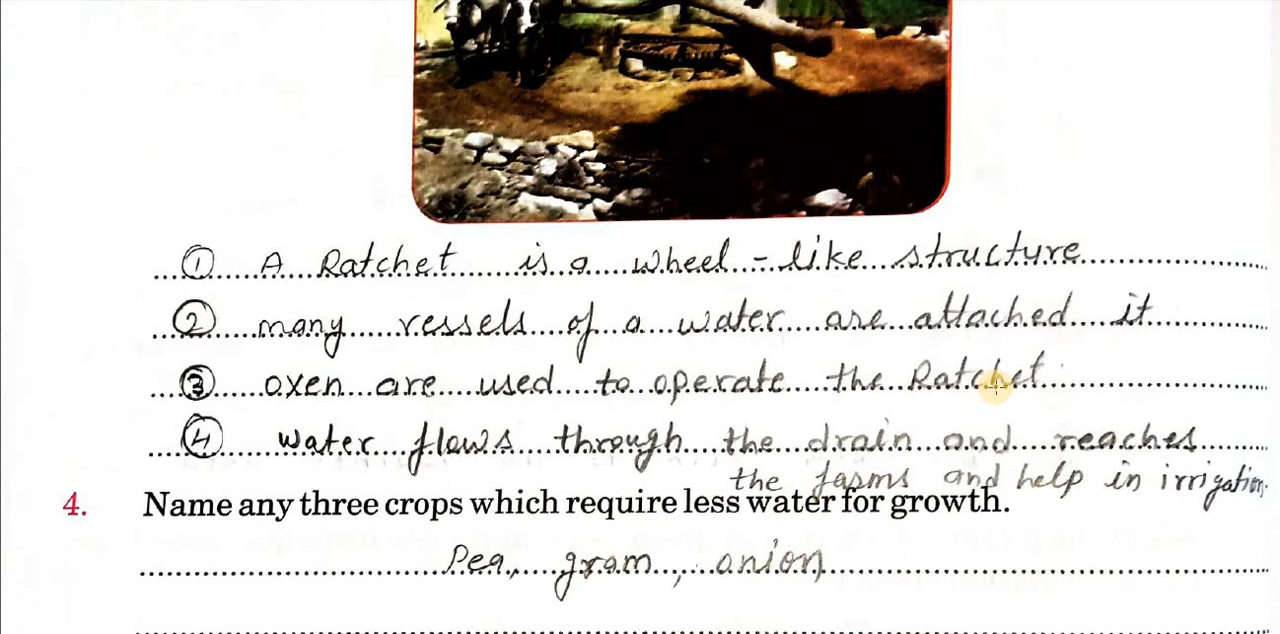 ① A Ratchet is a wheel-like structure
② many vessels of a water are attached it
③ oxen are used to operate the Ratchet
④ water flows through the drain and reaches
the farms and help in irrigation.
4. Name any three crops which require less water for growth.
Pea, gram, onion